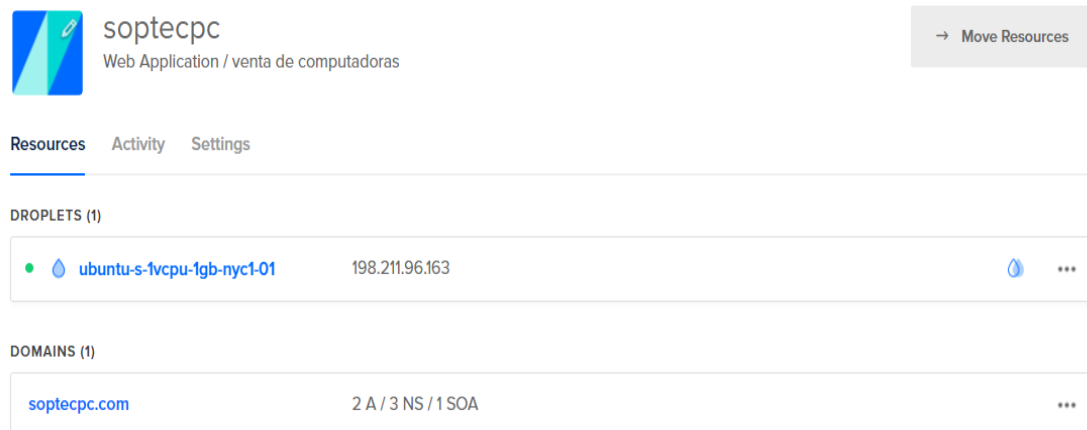 soptecpc
Web Application / venta de computadoras
→ Move Resources
Resources Activity Settings
DROPLETS (1)
ubuntu-s-1vcpu-1gb-nyc1-01 198.211.96.163
DOMAINS (1)
soptecpc.com 2 A / 3 NS / 1 SOA